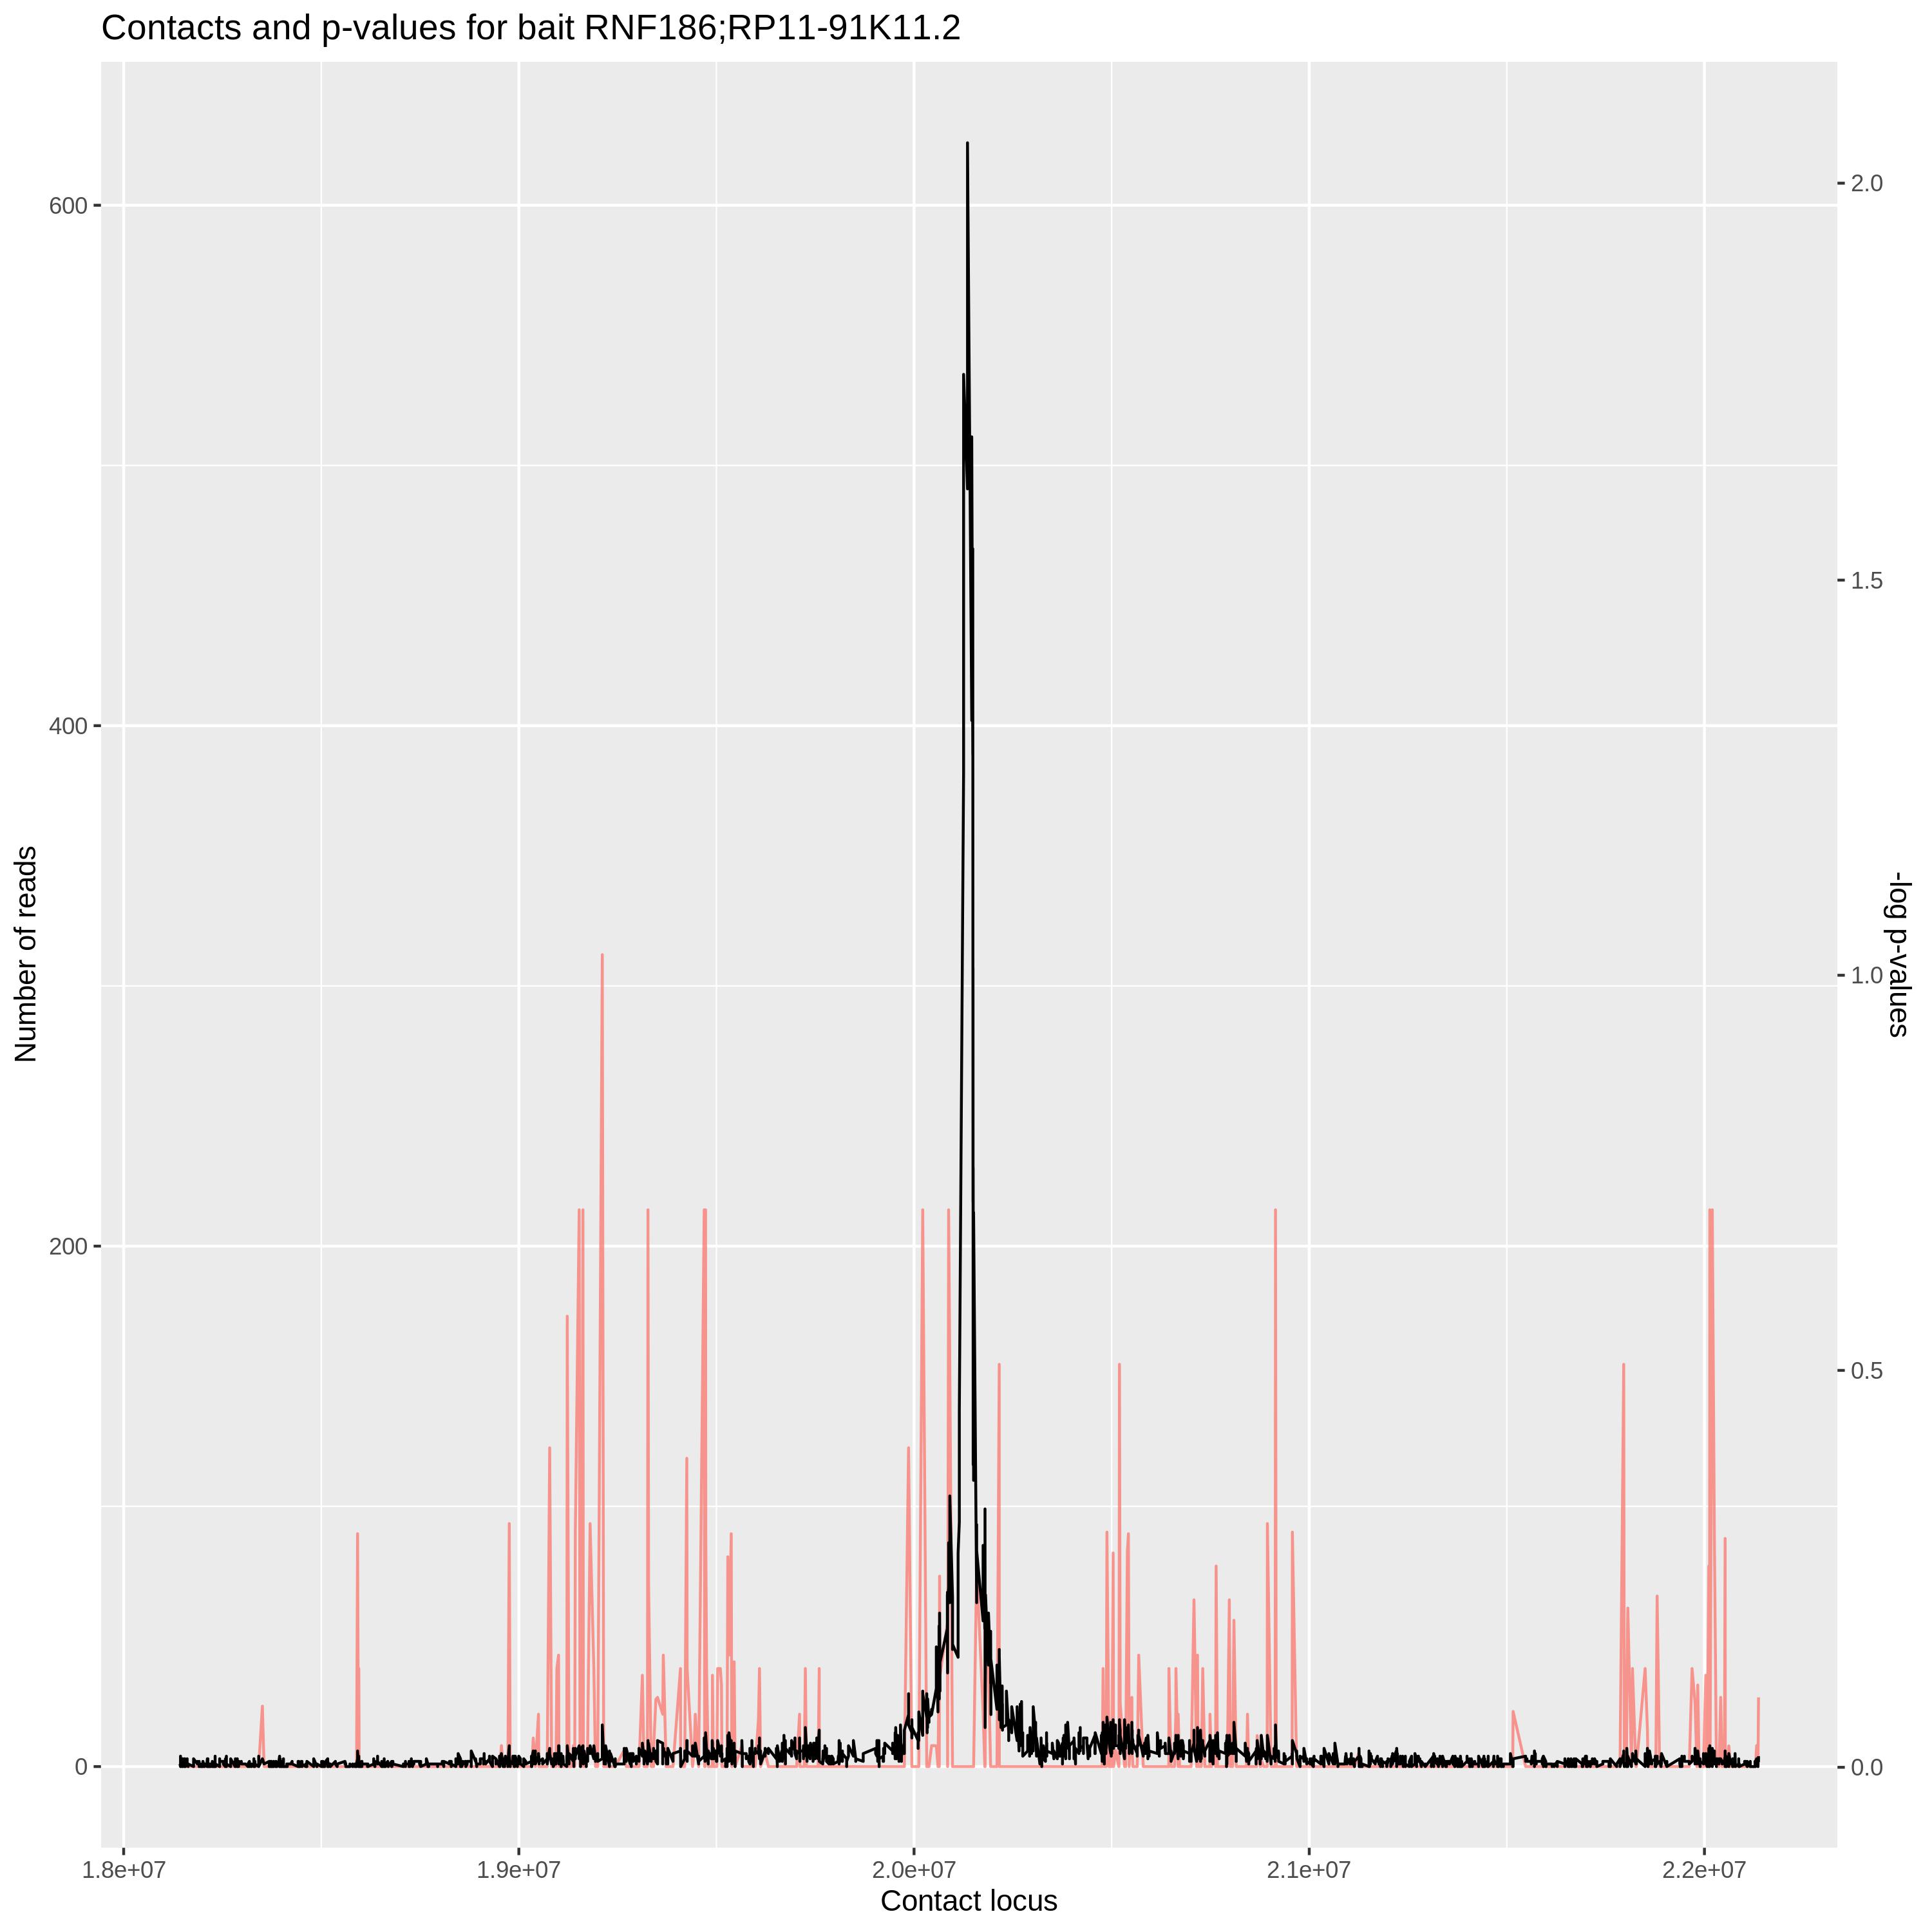 Contacts and p-values for bait RNF186;RP11-91K11.2
Number of reads
600
400
200
0
2.0
1.5
1.0
0.5
0.0
-log p-values
1.8e+07 1.9e+07 2.0e+07 2.1e+07 2.2e+07
Contact locus